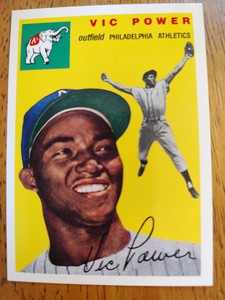 VIC POWER
outfield PHILADELPHIA ATHLETICS
A
Vic Power